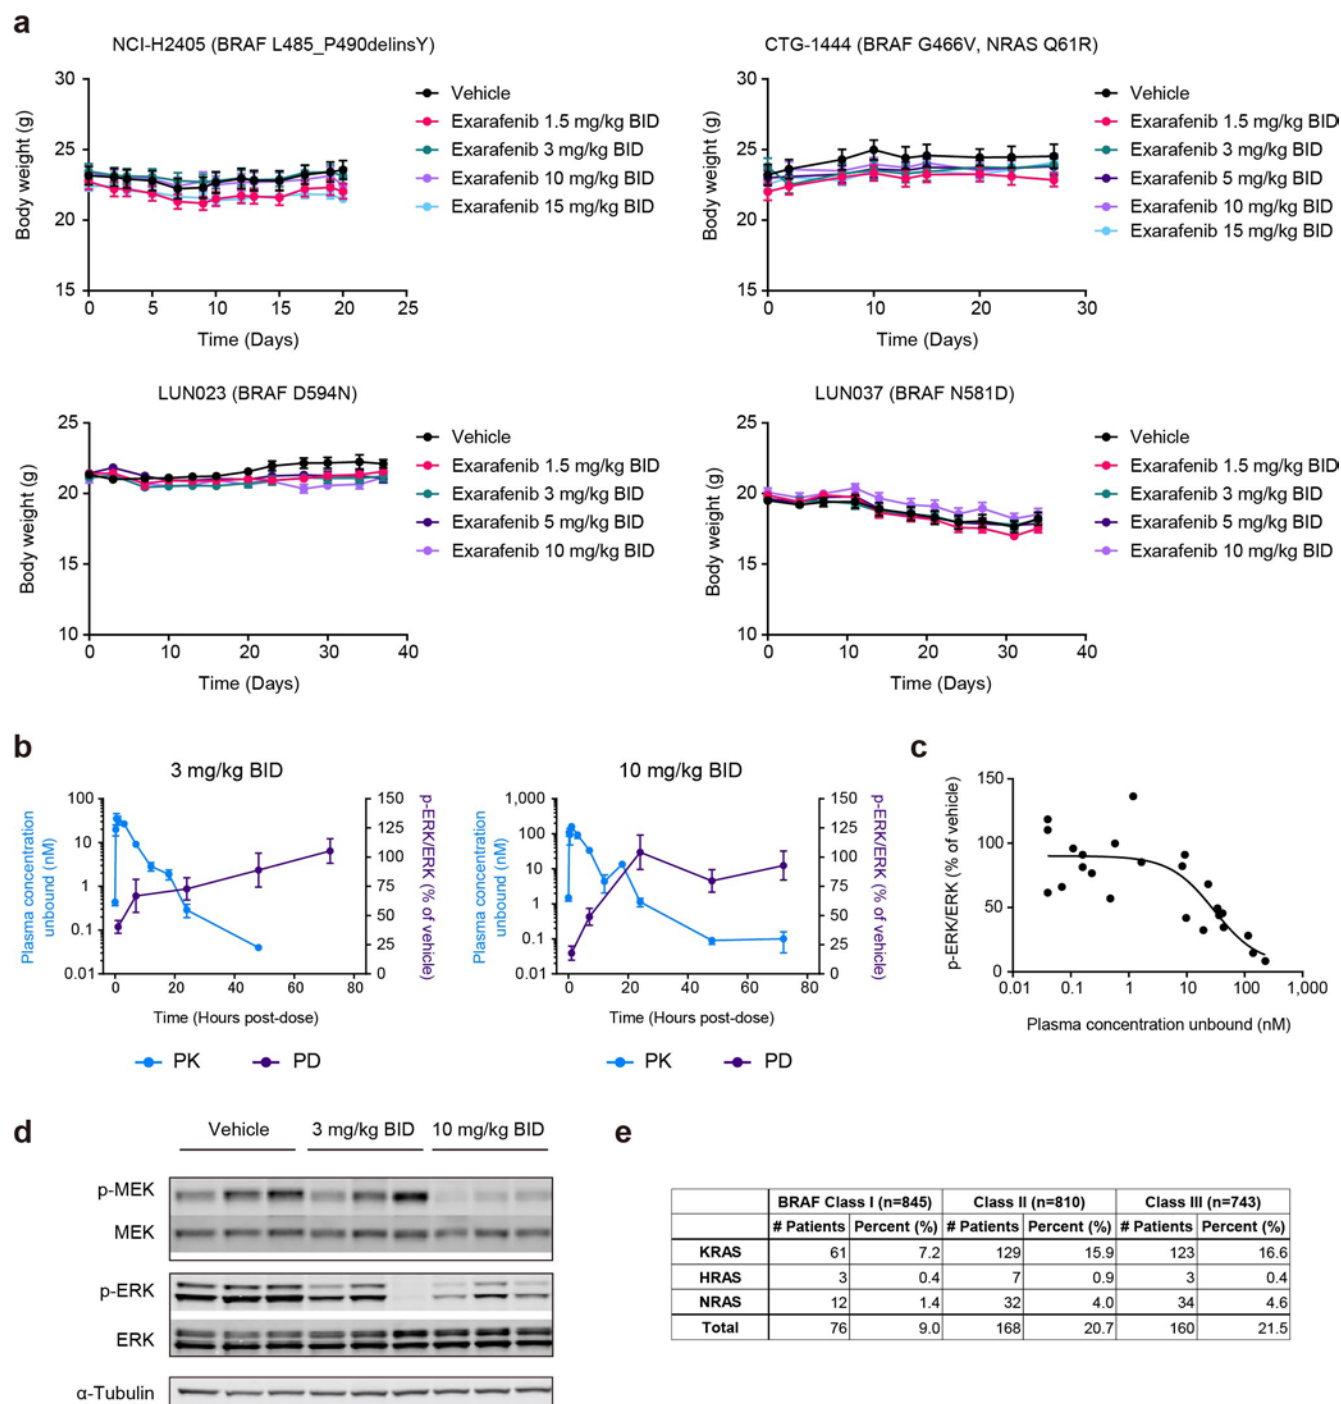 a
NCI-H2405 (BRAF L485_P490delinsY)
Body weight (g)
30
25
20
15
0 5 10 15 20 25
Time (Days)
Vehicle
Exarafenib 1.5 mg/kg BID
Exarafenib 3 mg/kg BID
Exarafenib 10 mg/kg BID
Exarafenib 15 mg/kg BID
CTG-1444 (BRAF G466V, NRAS Q61R)
Body weight (g)
30
25
20
15
0 10 20 30
Time (Days)
Vehicle
Exarafenib 1.5 mg/kg BID
Exarafenib 3 mg/kg BID
Exarafenib 5 mg/kg BID
Exarafenib 10 mg/kg BID
Exarafenib 15 mg/kg BID
LUN023 (BRAF D594N)
Body weight (g)
25
20
15
10
0 10 20 30 40
Time (Days)
Vehicle
Exarafenib 1.5 mg/kg BID
Exarafenib 3 mg/kg BID
Exarafenib 5 mg/kg BID
Exarafenib 10 mg/kg BID
LUN037 (BRAF N581D)
Body weight (g)
25
20
15
10
0 10 20 30 40
Time (Days)
Vehicle
Exarafenib 1.5 mg/kg BID
Exarafenib 3 mg/kg BID
Exarafenib 5 mg/kg BID
Exarafenib 10 mg/kg BID
b
3 mg/kg BID
Plasma concentration
unbound (nM)
100
10
1
0.1
0.01
0 20 40 60 80
150
125
100
75
50
25
0
p-ERK/ERK (% of vehicle)
Time (Hours post-dose)
PK PD
10 mg/kg BID
Plasma concentration
unbound (nM)
1,000
100
10
1
0.1
0.01
0 20 40 60 80
150
125
100
75
50
25
0
p-ERK/ERK (% of vehicle)
Time (Hours post-dose)
PK PD
c
p-ERK/ERK (% of vehicle)
150
100
50
0
0.01 0.1 1 10 100 1,000
Plasma concentration unbound (nM)
d
Vehicle 3 mg/kg BID 10 mg/kg BID
p-MEK
MEK
p-ERK
ERK
α-Tubulin
e
BRAF Class I (n=845) Class II (n=810) Class III (n=743)
# Patients Percent (%) # Patients Percent (%) # Patients Percent (%)
KRAS 61 7.2 129 15.9 123 16.6
HRAS 3 0.4 7 0.9 3 0.4
NRAS 12 1.4 32 4.0 34 4.6
Total 76 9.0 168 20.7 160 21.5